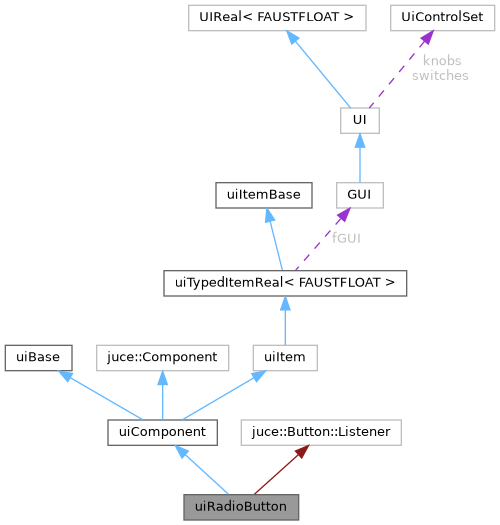 UIReal< FAUSTFLOAT >
UiControlSet
knobs
switches
UI
uiItemBase
GUI
fGUI
uiTypedItemReal< FAUSTFLOAT >
uiBase
juce::Component
uiItem
uiComponent
juce::Button::Listener
uiRadioButton